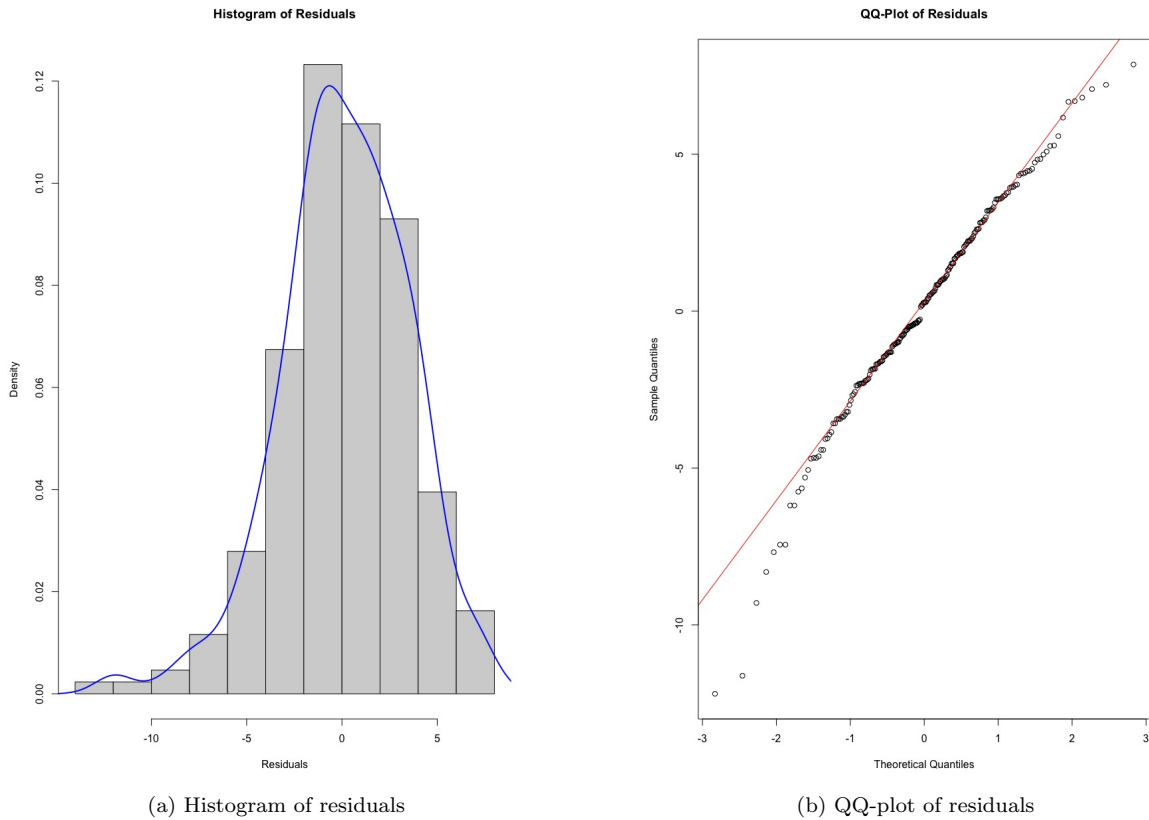 Histogram of Residuals
Density
0.00
0.02
0.04
0.06
0.08
0.10
0.12
-10
-5
0
5
Residuals
(a) Histogram of residuals
QQ-Plot of Residuals
Sample Quantiles
-10
-5
0
5
-3
-2
-1
0
1
2
3
Theoretical Quantiles
(b) QQ-plot of residuals